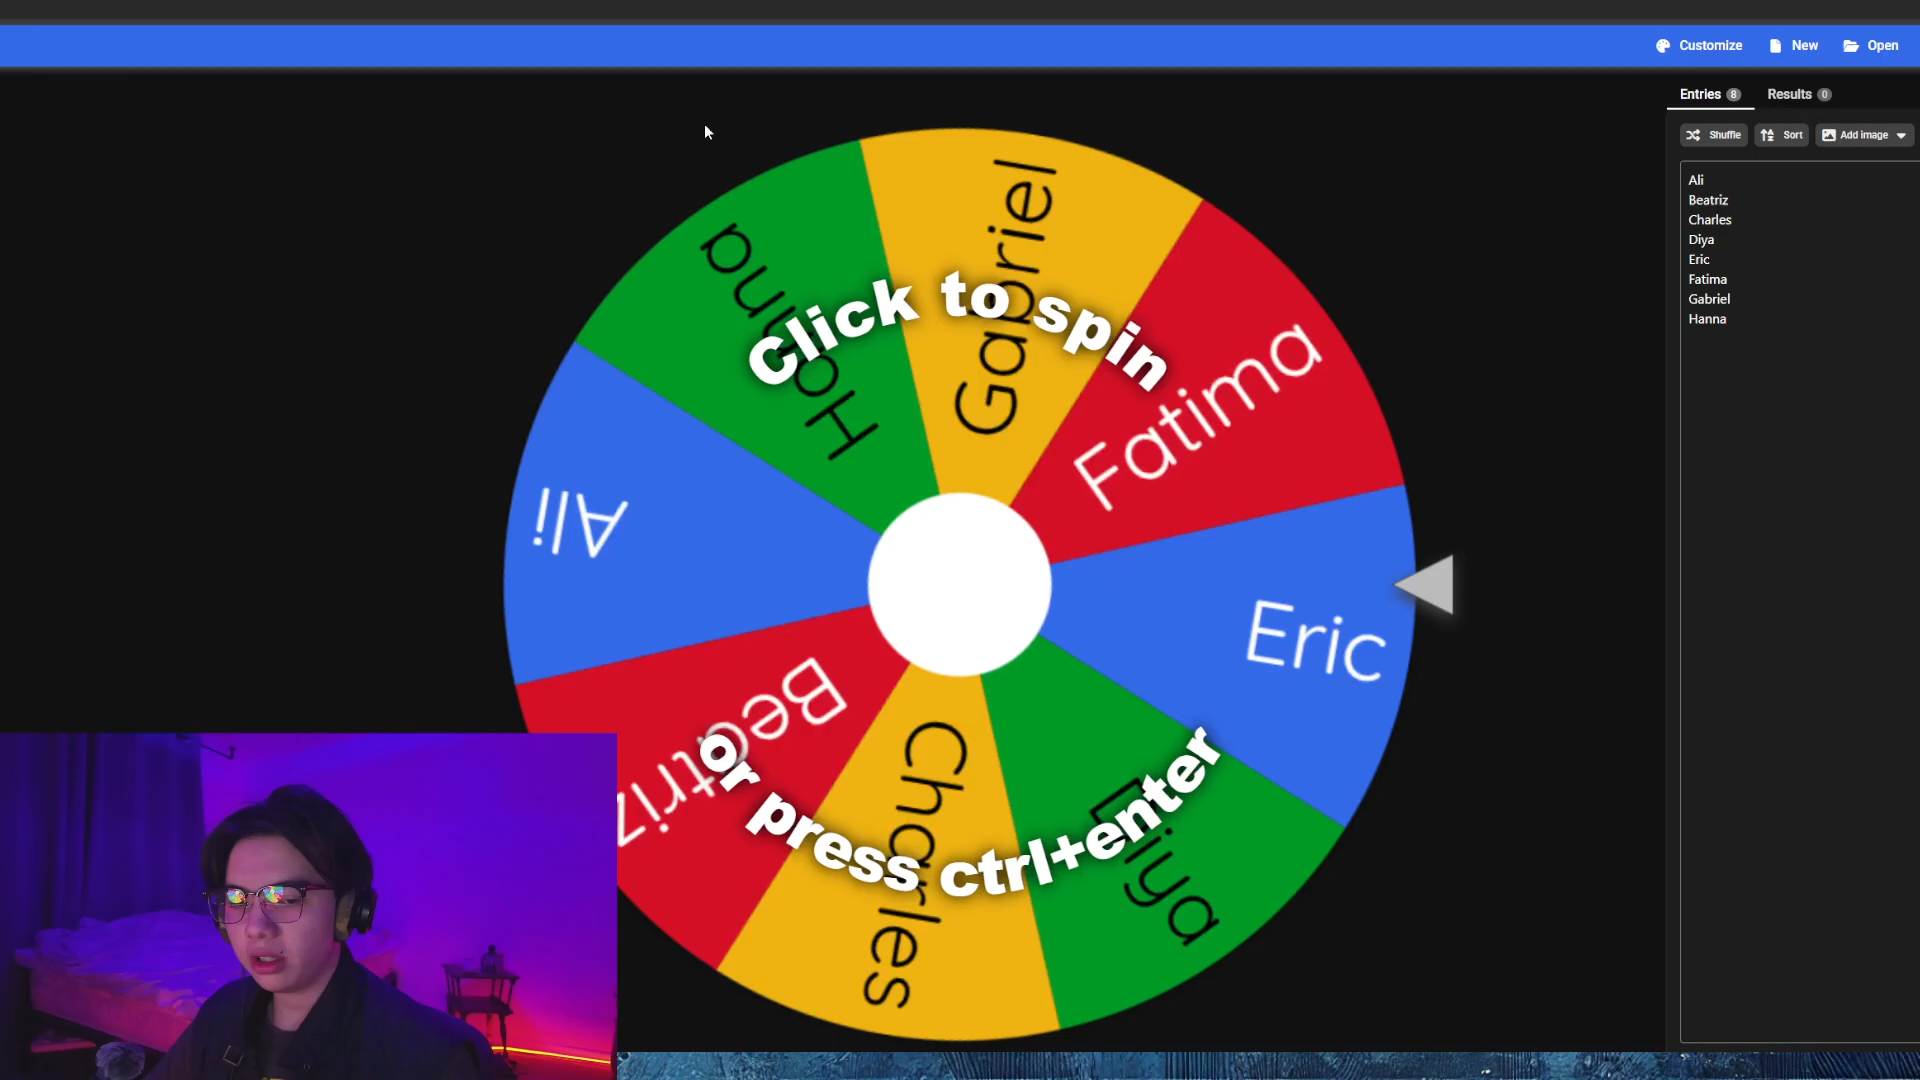 Customize New Open
Entries 8 Results 0
Shuffle Sort Add image
Ali
Beatriz
Charles
Diya
Eric
Fatima
Gabriel
Hanna
Click to spin
or press ctrl+enter
Gabriel
Fatima
Eric
Diya
Charles
Beatriz
Ali
Hanna